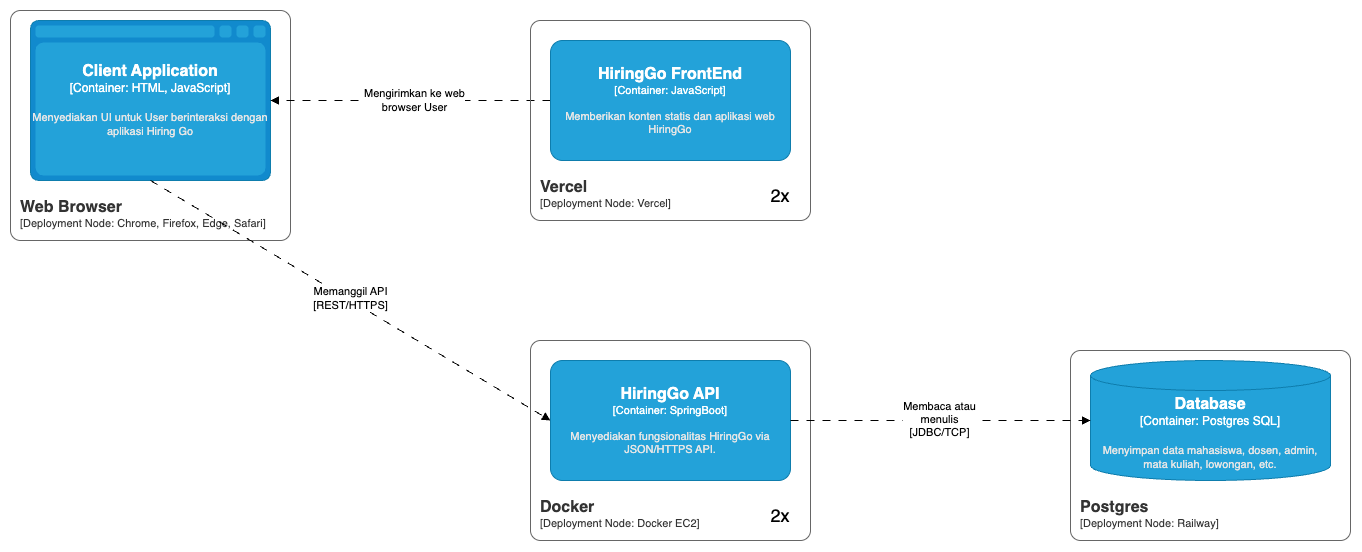 Client Application
[Container: HTML, JavaScript]
Menyediakan UI untuk User berinteraksi dengan
aplikasi Hiring Go
Web Browser
[Deployment Node: Chrome, Firefox, Edge, Safari]
Mengirimkan ke web
browser User
HiringGo FrontEnd
[Container: JavaScript]
Memberikan konten statis dan aplikasi web
HiringGo
Vercel
[Deployment Node: Vercel]
2x
Memanggil API
[REST/HTTPS]
HiringGo API
[Container: SpringBoot]
Menyediakan fungsionalitas HiringGo via
JSON/HTTPS API.
Docker
[Deployment Node: Docker EC2]
2x
Membaca atau
menulis
[JDBC/TCP]
Database
[Container: Postgres SQL]
Menyimpan data mahasiswa, dosen, admin,
mata kuliah, lowongan, etc.
Postgres
[Deployment Node: Railway]